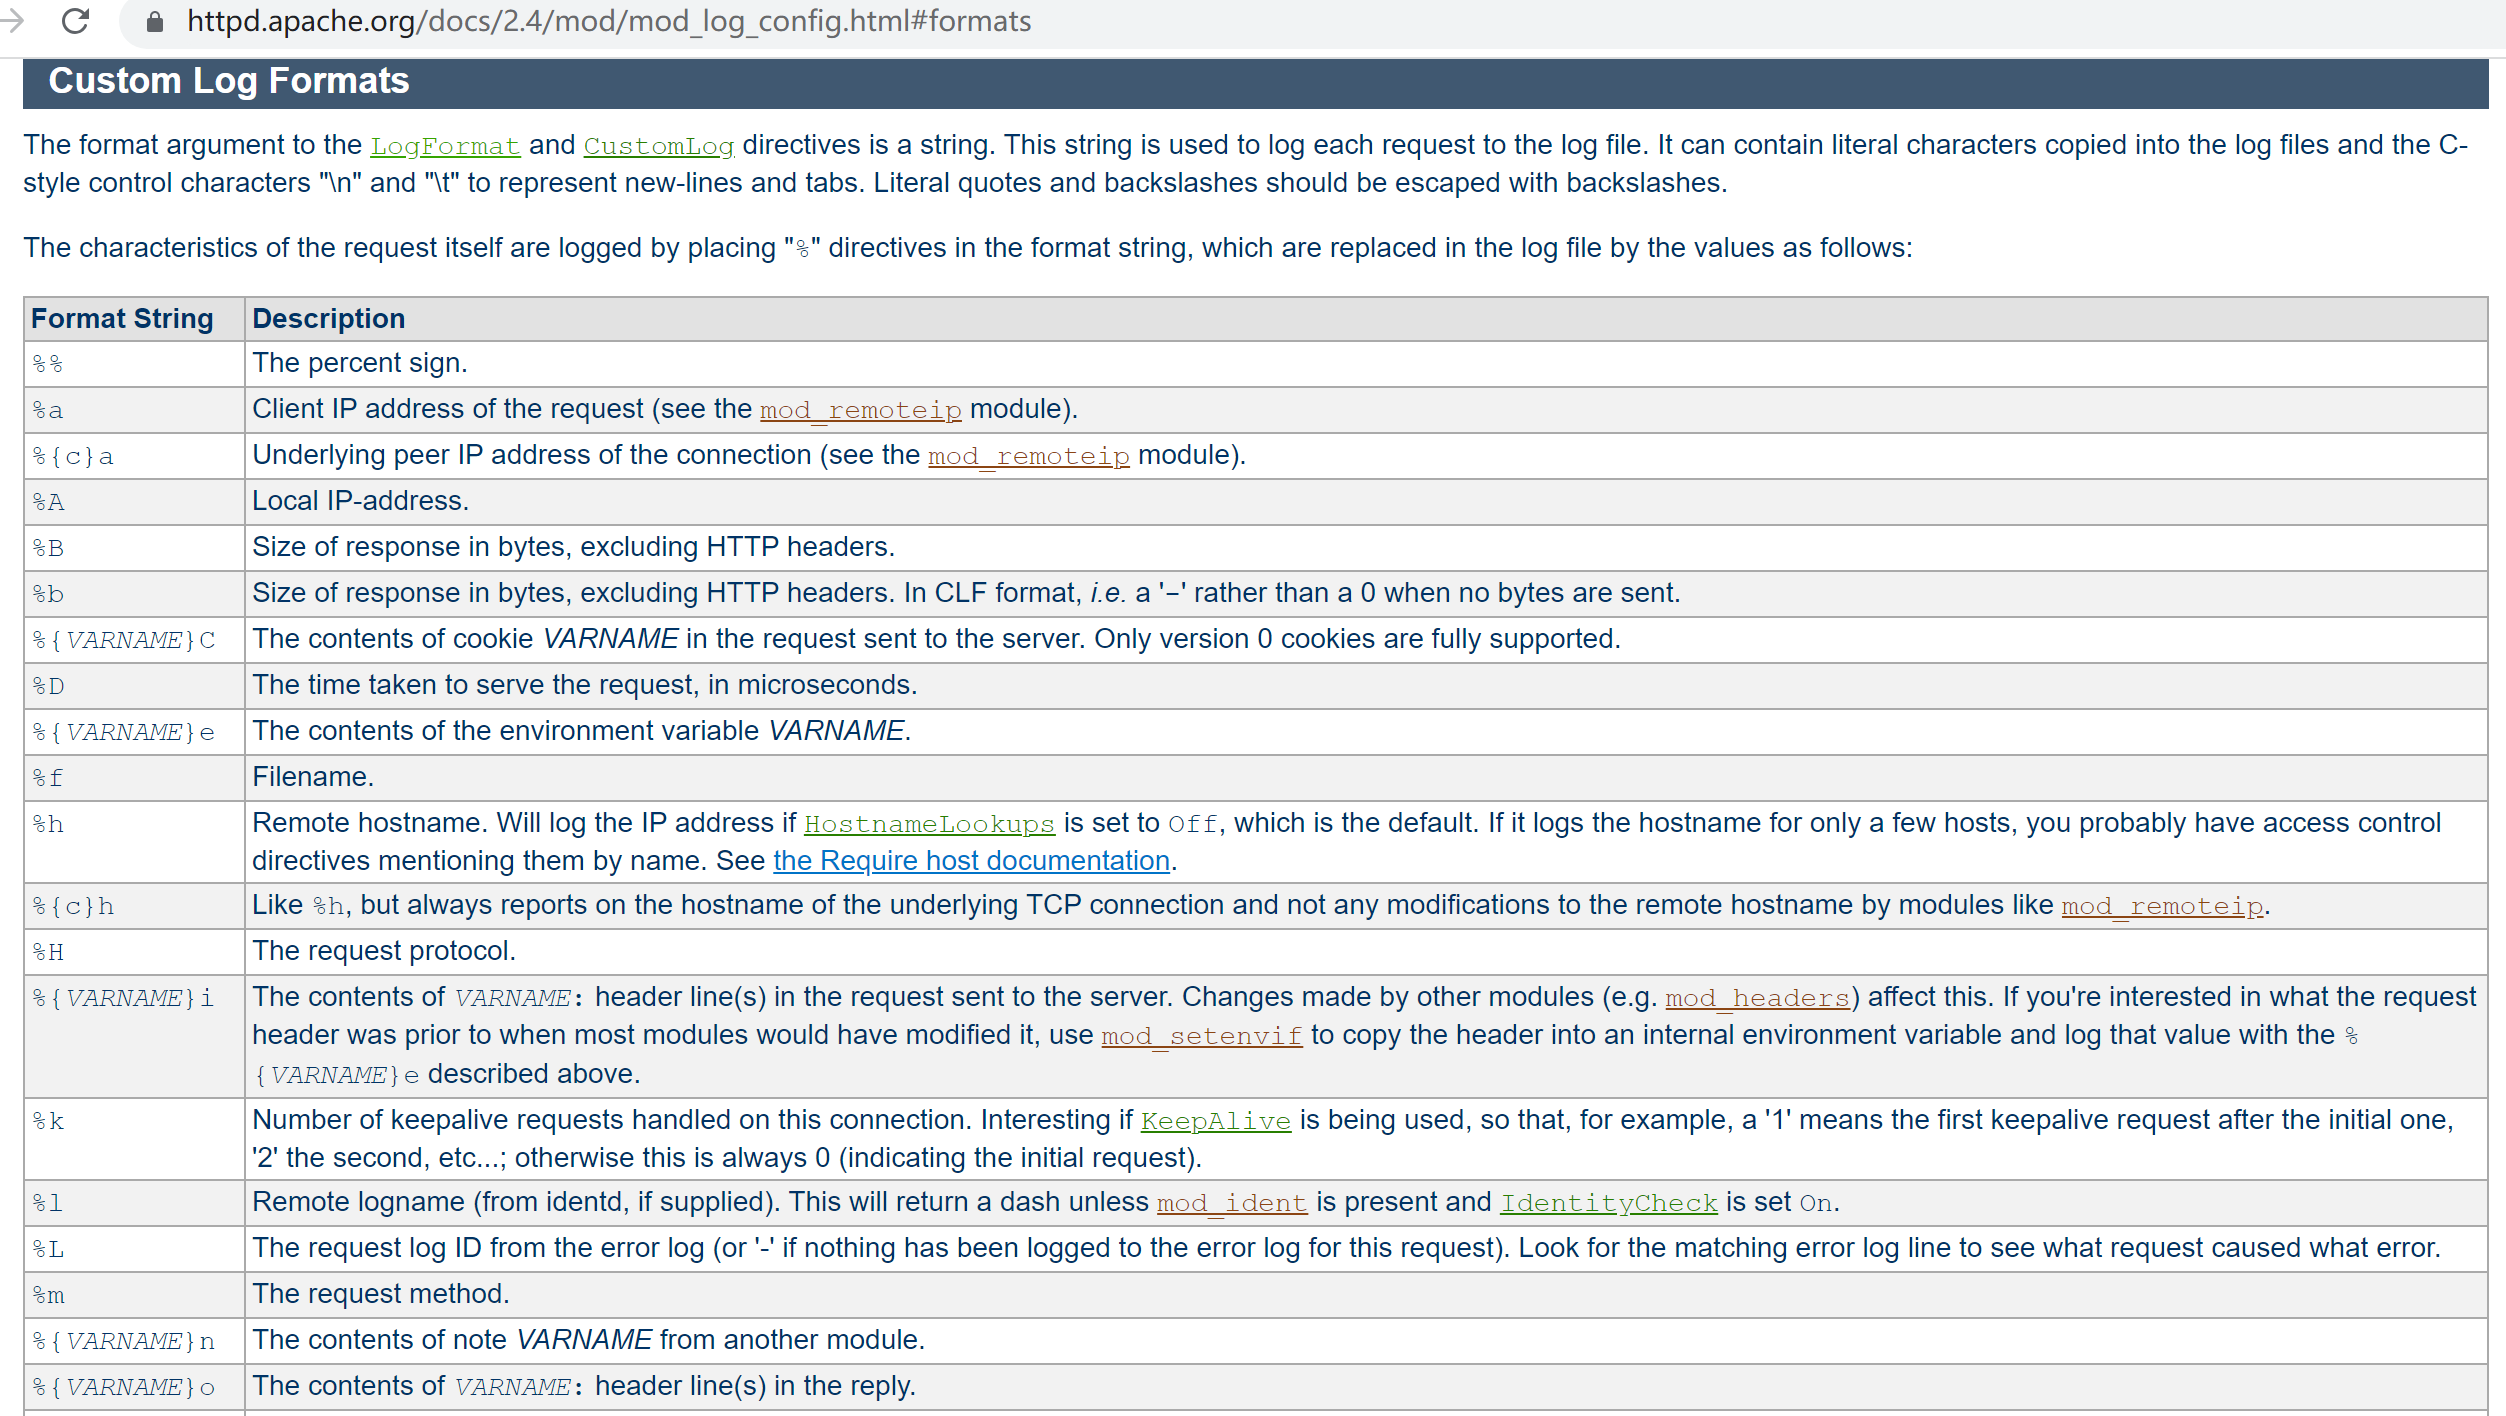 httpd.apache.org/docs/2.4/mod/mod_log_config.html#formats
Custom Log Formats
The format argument to the LogFormat and CustomLog directives is a string. This string is used to log each request to the log file. It can contain literal characters copied into the log files and the C-
style control characters "\n" and "\t" to represent new-lines and tabs. Literal quotes and backslashes should be escaped with backslashes.
The characteristics of the request itself are logged by placing "%" directives in the format string, which are replaced in the log file by the values as follows:
Format String Description
%% The percent sign.
%a Client IP address of the request (see the mod_remoteip module).
%{c}a Underlying peer IP address of the connection (see the mod_remoteip module).
%A Local IP-address.
%B Size of response in bytes, excluding HTTP headers.
%b Size of response in bytes, excluding HTTP headers. In CLF format, i.e. a '-' rather than a 0 when no bytes are sent.
%{VARNAME}C The contents of cookie VARNAME in the request sent to the server. Only version 0 cookies are fully supported.
%D The time taken to serve the request, in microseconds.
%{VARNAME}e The contents of the environment variable VARNAME.
%f Filename.
%h Remote hostname. Will log the IP address if HostnameLookups is set to Off, which is the default. If it logs the hostname for only a few hosts, you probably have access control
directives mentioning them by name. See the Require host documentation.
%{c}h Like %h, but always reports on the hostname of the underlying TCP connection and not any modifications to the remote hostname by modules like mod_remoteip.
%H The request protocol.
%{VARNAME}i The contents of VARNAME: header line(s) in the request sent to the server. Changes made by other modules (e.g. mod_headers) affect this. If you're interested in what the request
header was prior to when most modules would have modified it, use mod_setenvif to copy the header into an internal environment variable and log that value with the %
{VARNAME}e described above.
%k Number of keepalive requests handled on this connection. Interesting if KeepAlive is being used, so that, for example, a '1' means the first keepalive request after the initial one,
'2' the second, etc...; otherwise this is always 0 (indicating the initial request).
%l Remote logname (from identd, if supplied). This will return a dash unless mod_ident is present and IdentityCheck is set On.
%L The request log ID from the error log (or '-' if nothing has been logged to the error log for this request). Look for the matching error log line to see what request caused what error.
%m The request method.
%{VARNAME}n The contents of note VARNAME from another module.
%{VARNAME}o The contents of VARNAME: header line(s) in the reply.